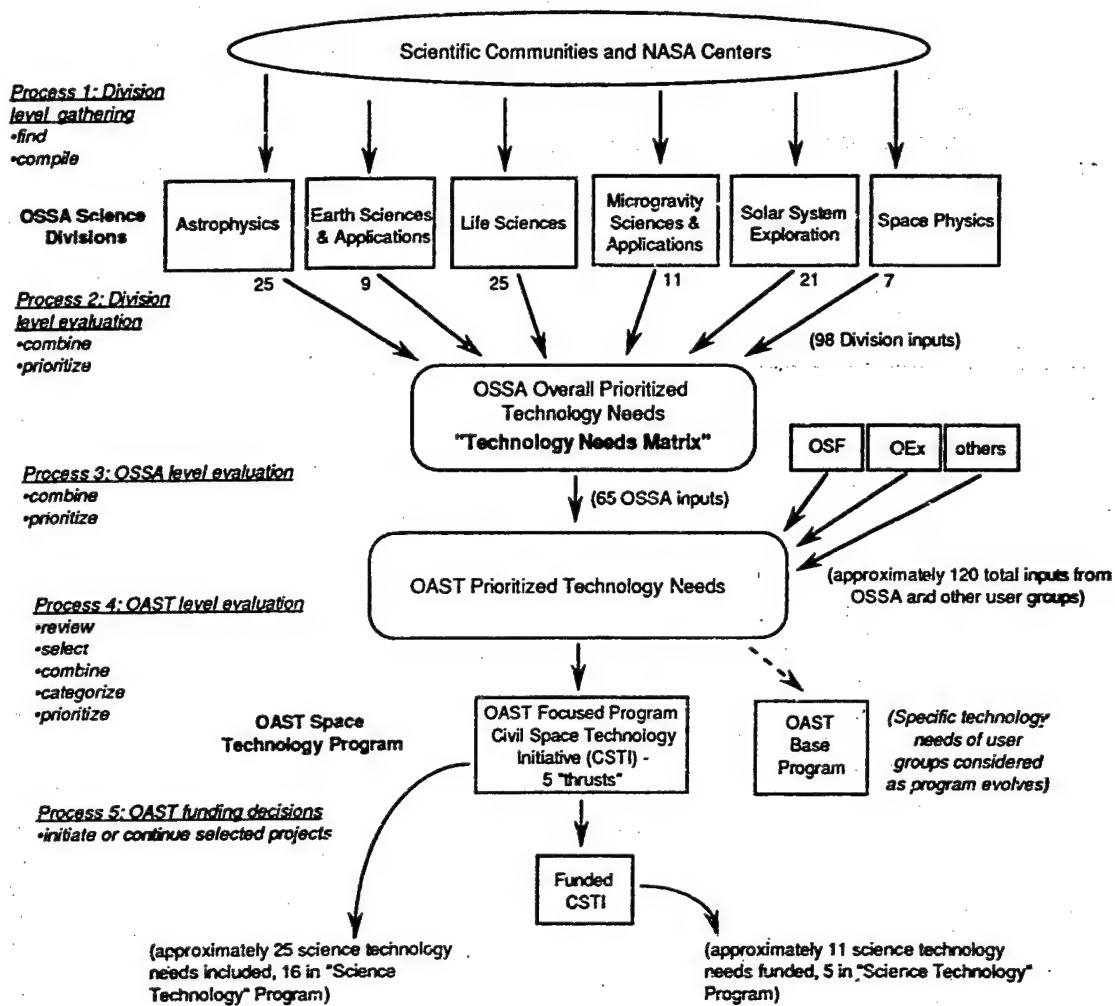 Scientific Communities and NASA Centers
Process 1: Division
level gathering
•find
•compile
OSSA Science
Divisions
Astrophysics
Earth Sciences
& Applications
Life Sciences
Microgravity
Sciences &
Applications
Solar System
Exploration
Space Physics
25
9
25
11
21
7
Process 2: Division
level evaluation
•combine
•prioritize
(98 Division inputs)
OSSA Overall Prioritized
Technology Needs
"Technology Needs Matrix"
OSF
OEx
others
Process 3: OSSA level evaluation
•combine
•prioritize
(65 OSSA inputs)
OAST Prioritized Technology Needs
(approximately 120 total inputs from
OSSA and other user groups)
Process 4: OAST level evaluation
•review
•select
•combine
•categorize
•prioritize
OAST Space
Technology Program
OAST Focused Program
Civil Space Technology
Initiative (CSTI) -
5 "thrusts"
OAST
Base
Program
(Specific technology
needs of user
groups considered
as program evolves)
Process 5: OAST funding decisions
•initiate or continue selected projects
Funded
CSTI
(approximately 25 science technology
needs included, 16 in "Science
Technology" Program)
(approximately 11 science technology
needs funded, 5 in "Science Technology"
Program)